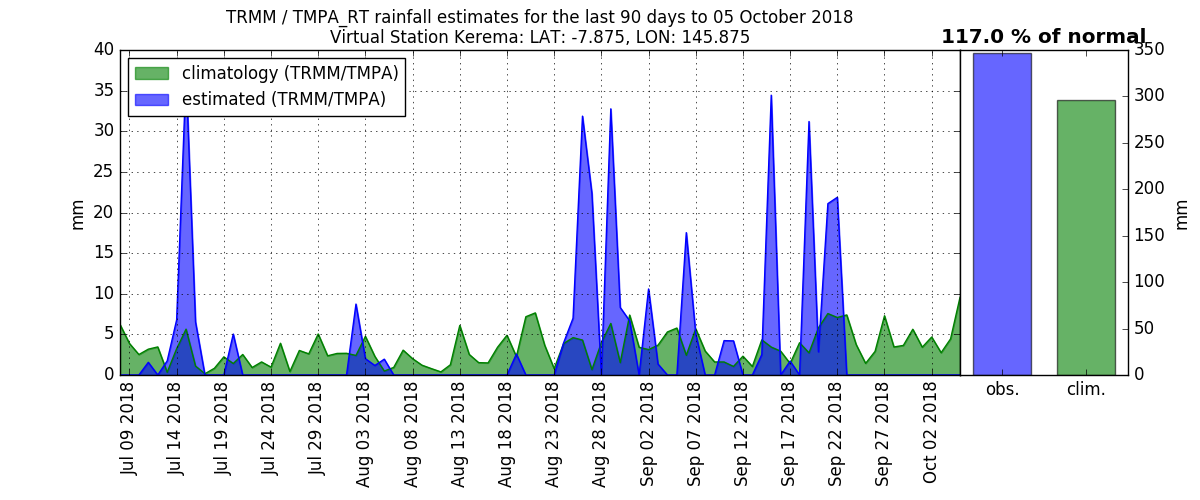 TRMM / TMPA_RT rainfall estimates for the last 90 days to 05 October 2018
Virtual Station Kerema: LAT: -7.875, LON: 145.875
117.0 % of normal
climatology (TRMM/TMPA)
estimated (TRMM/TMPA)
40
35
30
25
20
15
10
5
0
mm
Jul 09 2018
Jul 14 2018
Jul 19 2018
Jul 24 2018
Jul 29 2018
Aug 03 2018
Aug 08 2018
Aug 13 2018
Aug 18 2018
Aug 23 2018
Aug 28 2018
Sep 02 2018
Sep 07 2018
Sep 12 2018
Sep 17 2018
Sep 22 2018
Sep 27 2018
Oct 02 2018
350
300
250
200
150
100
50
0
mm
obs.
clim.